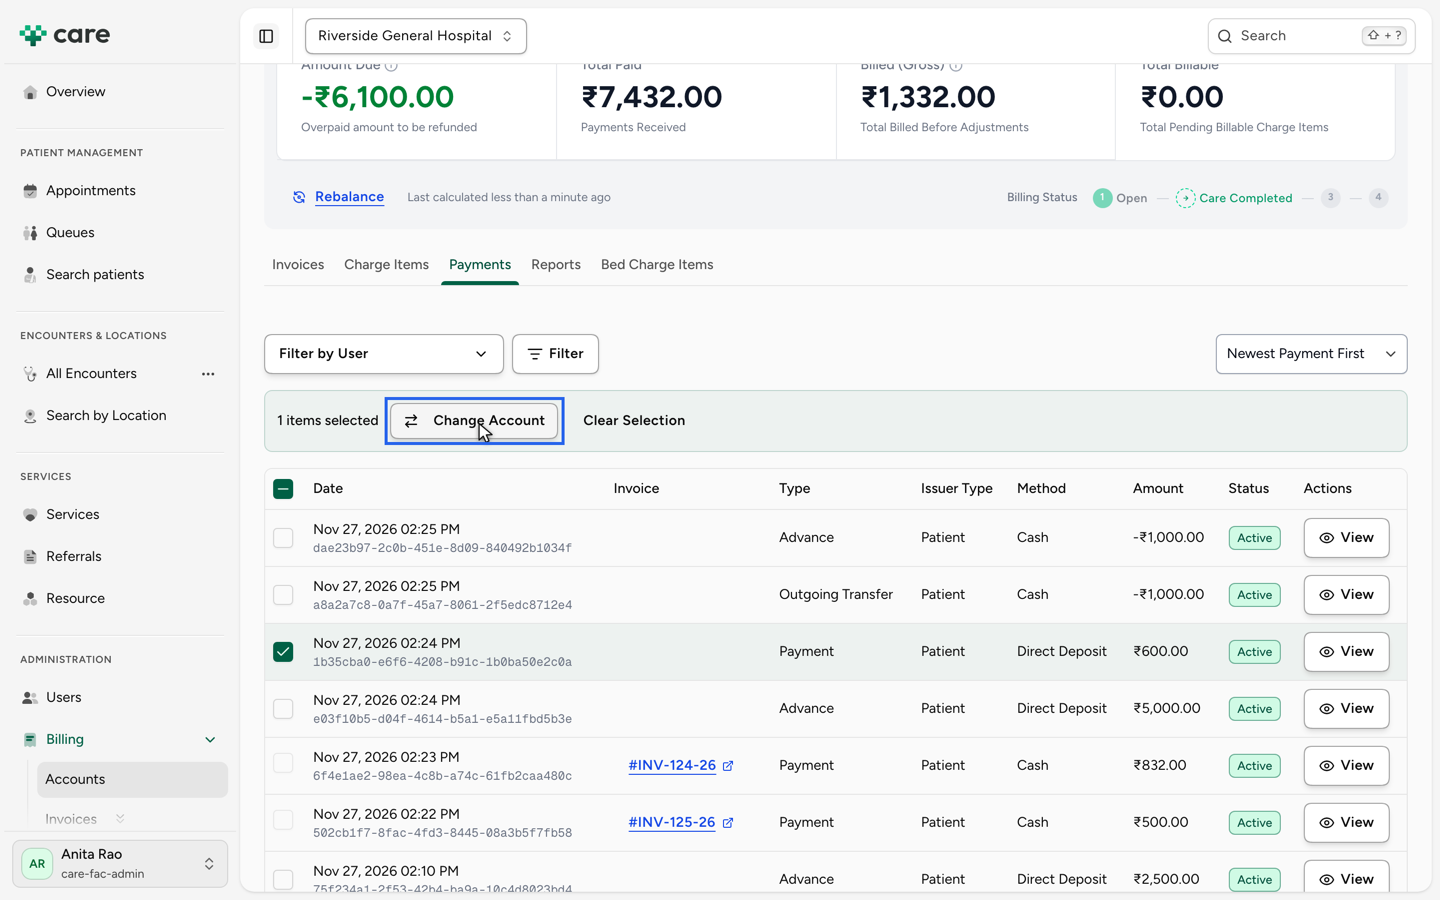 care
Riverside General Hospital
Search
+ ?
Overview
PATIENT MANAGEMENT
Appointments
Queues
Search patients
ENCOUNTERS & LOCATIONS
All Encounters
Search by Location
SERVICES
Services
Referrals
Resource
ADMINISTRATION
Users
Billing
Accounts
Invoices
AR
Anita Rao
care-fac-admin
Amount Due
-₹6,100.00
Overpaid amount to be refunded
Total Paid
₹7,432.00
Payments Received
Billed (Gross)
₹1,332.00
Total Billed Before Adjustments
Total Billable
₹0.00
Total Pending Billable Charge Items
Rebalance
Last calculated less than a minute ago
Billing Status
1 Open
Care Completed
3
4
Invoices
Charge Items
Payments
Reports
Bed Charge Items
Filter by User
Filter
Newest Payment First
1 items selected
Change Account
Clear Selection
Date Invoice Type Issuer Type Method Amount Status Actions
Nov 27, 2026 02:25 PM Advance Patient Cash -₹1,000.00 Active View
dae23b97-2c0b-451e-8d09-840492b1034f
Nov 27, 2026 02:25 PM Outgoing Transfer Patient Cash -₹1,000.00 Active View
a8a2a7c8-0a7f-45a7-8061-2f5edc8712e4
Nov 27, 2026 02:24 PM Payment Patient Direct Deposit ₹600.00 Active View
1b35cba0-e6f6-4208-b91c-1b0ba50e2c0a
Nov 27, 2026 02:24 PM Advance Patient Direct Deposit ₹5,000.00 Active View
e03f10b5-d04f-4614-b5a1-e5a11fbd5b3e
Nov 27, 2026 02:23 PM #INV-124-26 Payment Patient Cash ₹832.00 Active View
6f4e1ae2-98ea-4c8b-a74c-61fb2caa480c
Nov 27, 2026 02:22 PM #INV-125-26 Payment Patient Cash ₹500.00 Active View
502cb1f7-8fac-4fd3-8445-08a3b5f7fb58
Nov 27, 2026 02:10 PM Advance Patient Direct Deposit ₹2,500.00 Active View
75f234a1-2f53-42b4-ba9a-10c4d8023bd4